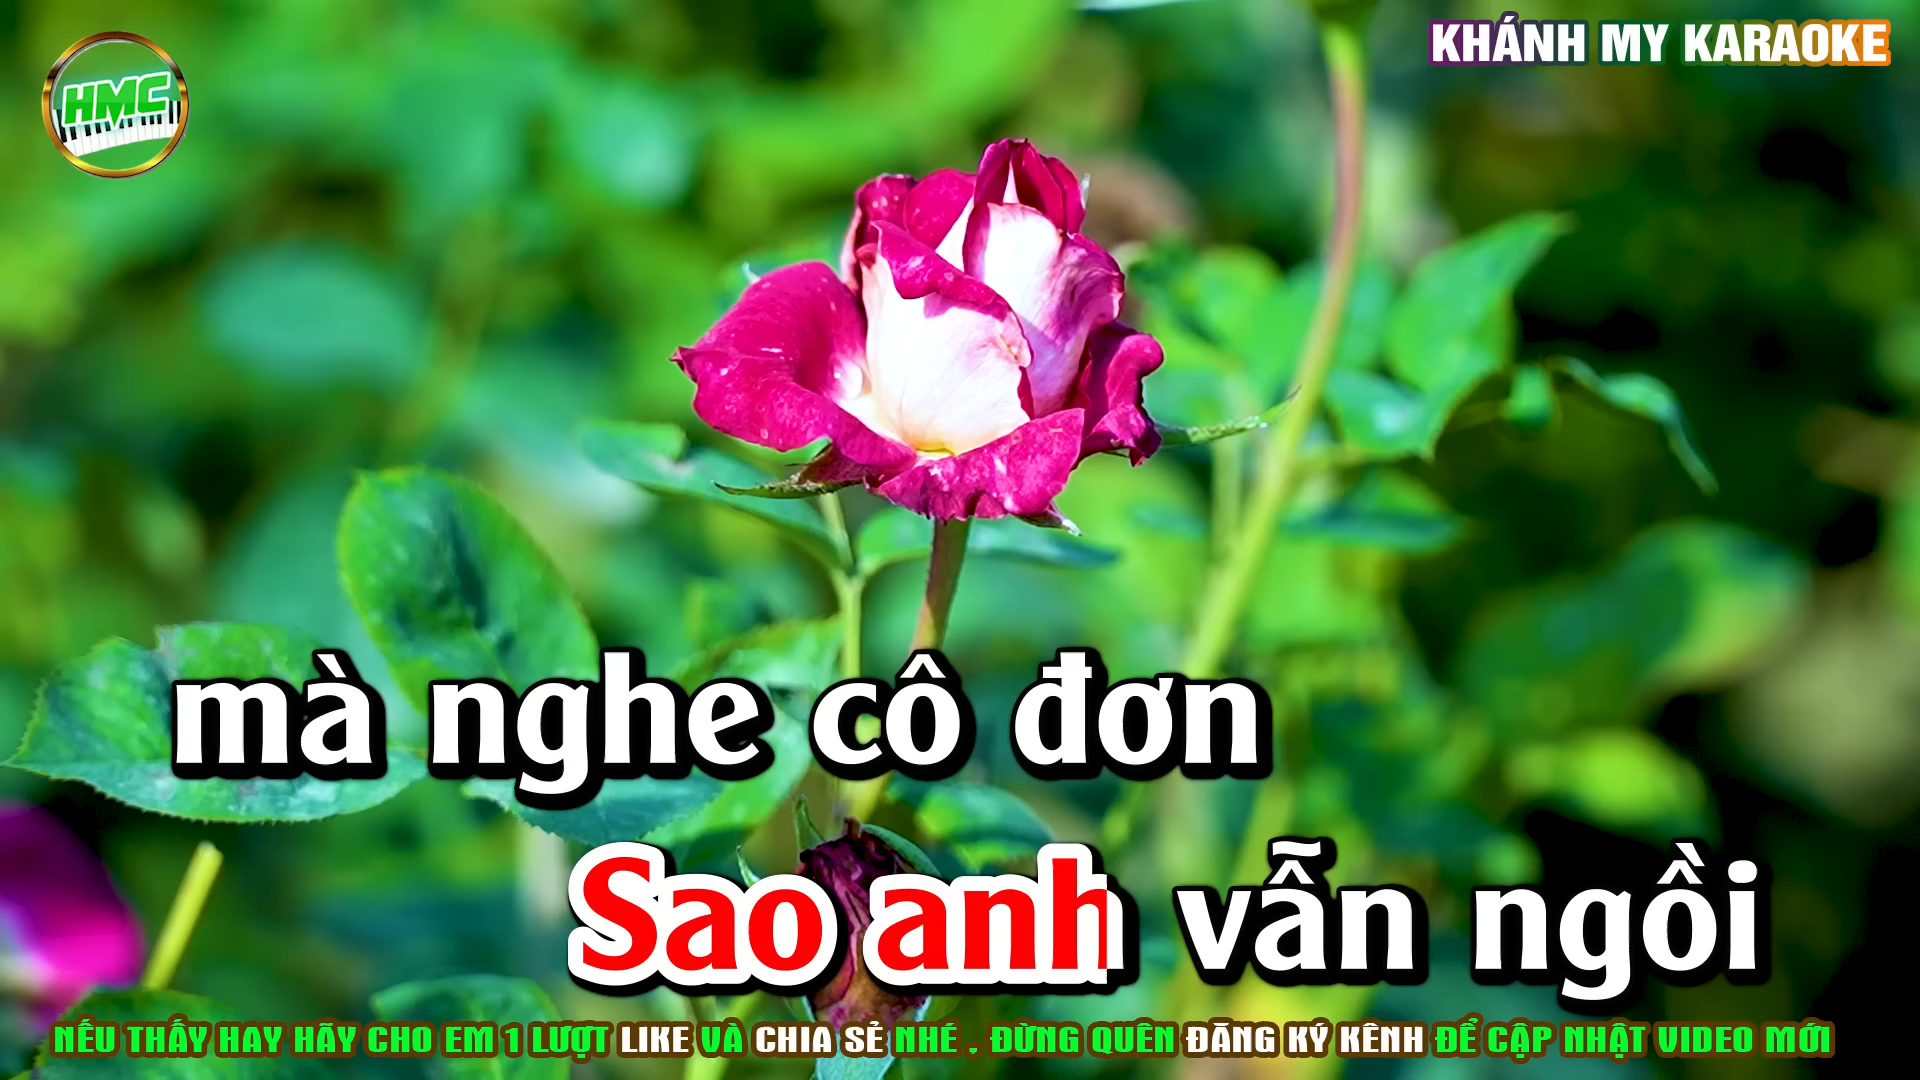 KHÁNH MY KARAOKE
HMC
mà nghe cô đơn
Sao anh vẫn ngồi
NẾU THẤY HAY HÃY CHO EM 1 LƯỢT LIKE VÀ CHIA SẺ NHÉ , ĐỪNG QUÊN ĐĂNG KÝ KÊNH ĐỂ CẬP NHẬT VIDEO MỚI